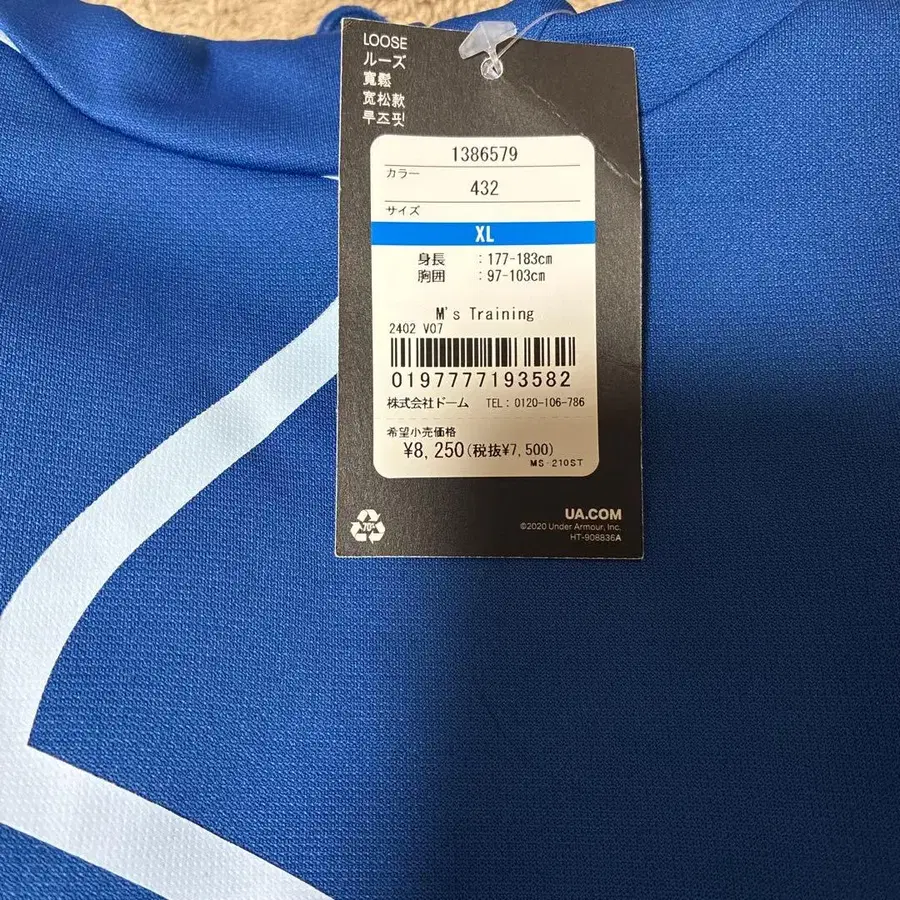 LOOSE
ルーズ
寬鬆
宽松款
루즈핏
1386579
カラー
432
サイズ
XL
身長 :177-183cm
胸囲 :97-103cm
M's Training
2402 V07
0197777193582
株式会社ドーム TEL: 0120-106-786
希望小売価格
¥8,250(税抜¥7,500)
MS-210ST
70%
UA.COM
©2020 Under Armour, Inc.
HT-908836A